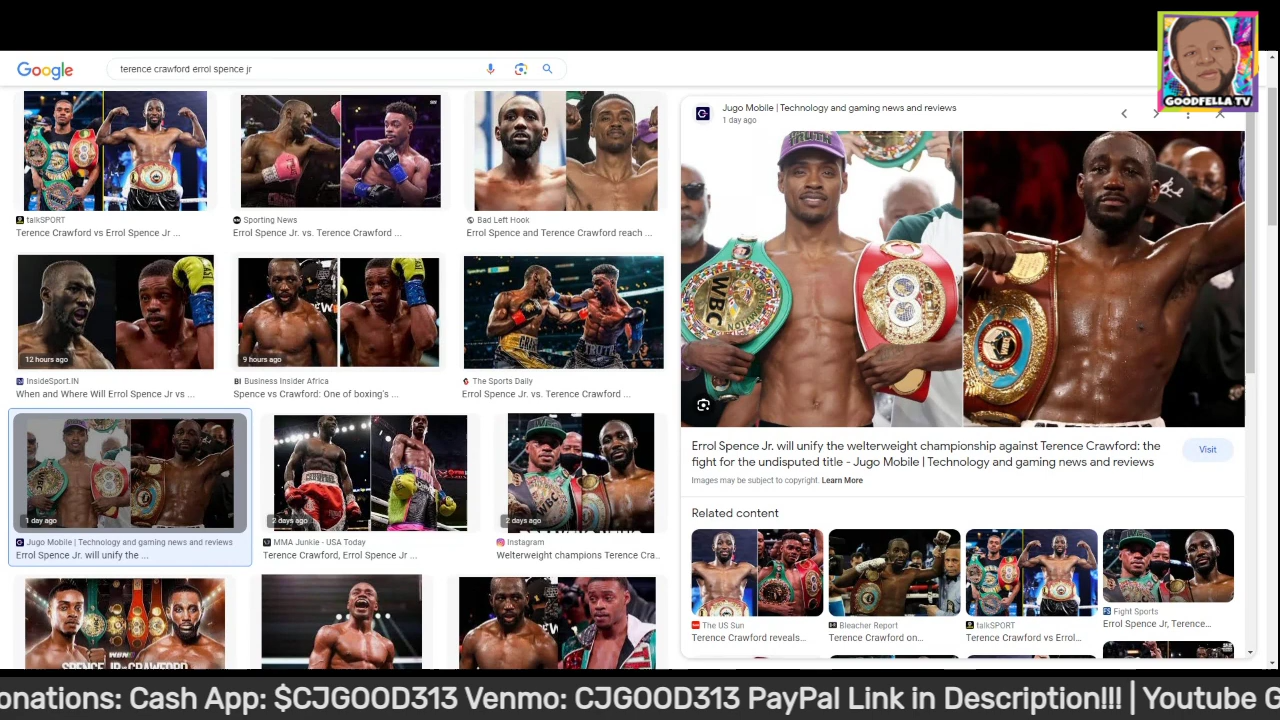 GOODFELLA TV
Google
terence crawford errol spence jr
talkSPORT
Terence Crawford vs Errol Spence Jr ...
Sporting News
Errol Spence Jr. vs. Terence Crawford ...
Bad Left Hook
Errol Spence and Terence Crawford reach ...
12 hours ago
InsideSport.IN
When and Where Will Errol Spence Jr vs ...
9 hours ago
BI Business Insider Africa
Spence vs Crawford: One of boxing's ...
TRUTH
The Sports Daily
Errol Spence Jr. vs. Terence Crawford ...
1 day ago
Jugo Mobile | Technology and gaming news and reviews
Errol Spence Jr. will unify the ...
2 days ago
MMA Junkie - USA Today
Terence Crawford, Errol Spence Jr ...
WBC
2 days ago
Instagram
Welterweight champions Terence Cra...
SPENCE JR CRAWFORD
Jugo Mobile | Technology and gaming news and reviews
1 day ago
TRUTH
WBC
Errol Spence Jr. will unify the welterweight championship against Terence Crawford: the
fight for the undisputed title - Jugo Mobile | Technology and gaming news and reviews
Visit
Images may be subject to copyright. Learn More
Related content
The US Sun
Terence Crawford reveals...
Bleacher Report
Terence Crawford on...
talkSPORT
Terence Crawford vs Errol...
Fight Sports
Errol Spence Jr, Terence...
onations: Cash App: $CJGOOD313 Venmo: CJGOOD313 PayPal Link in Description!!! | Youtube G